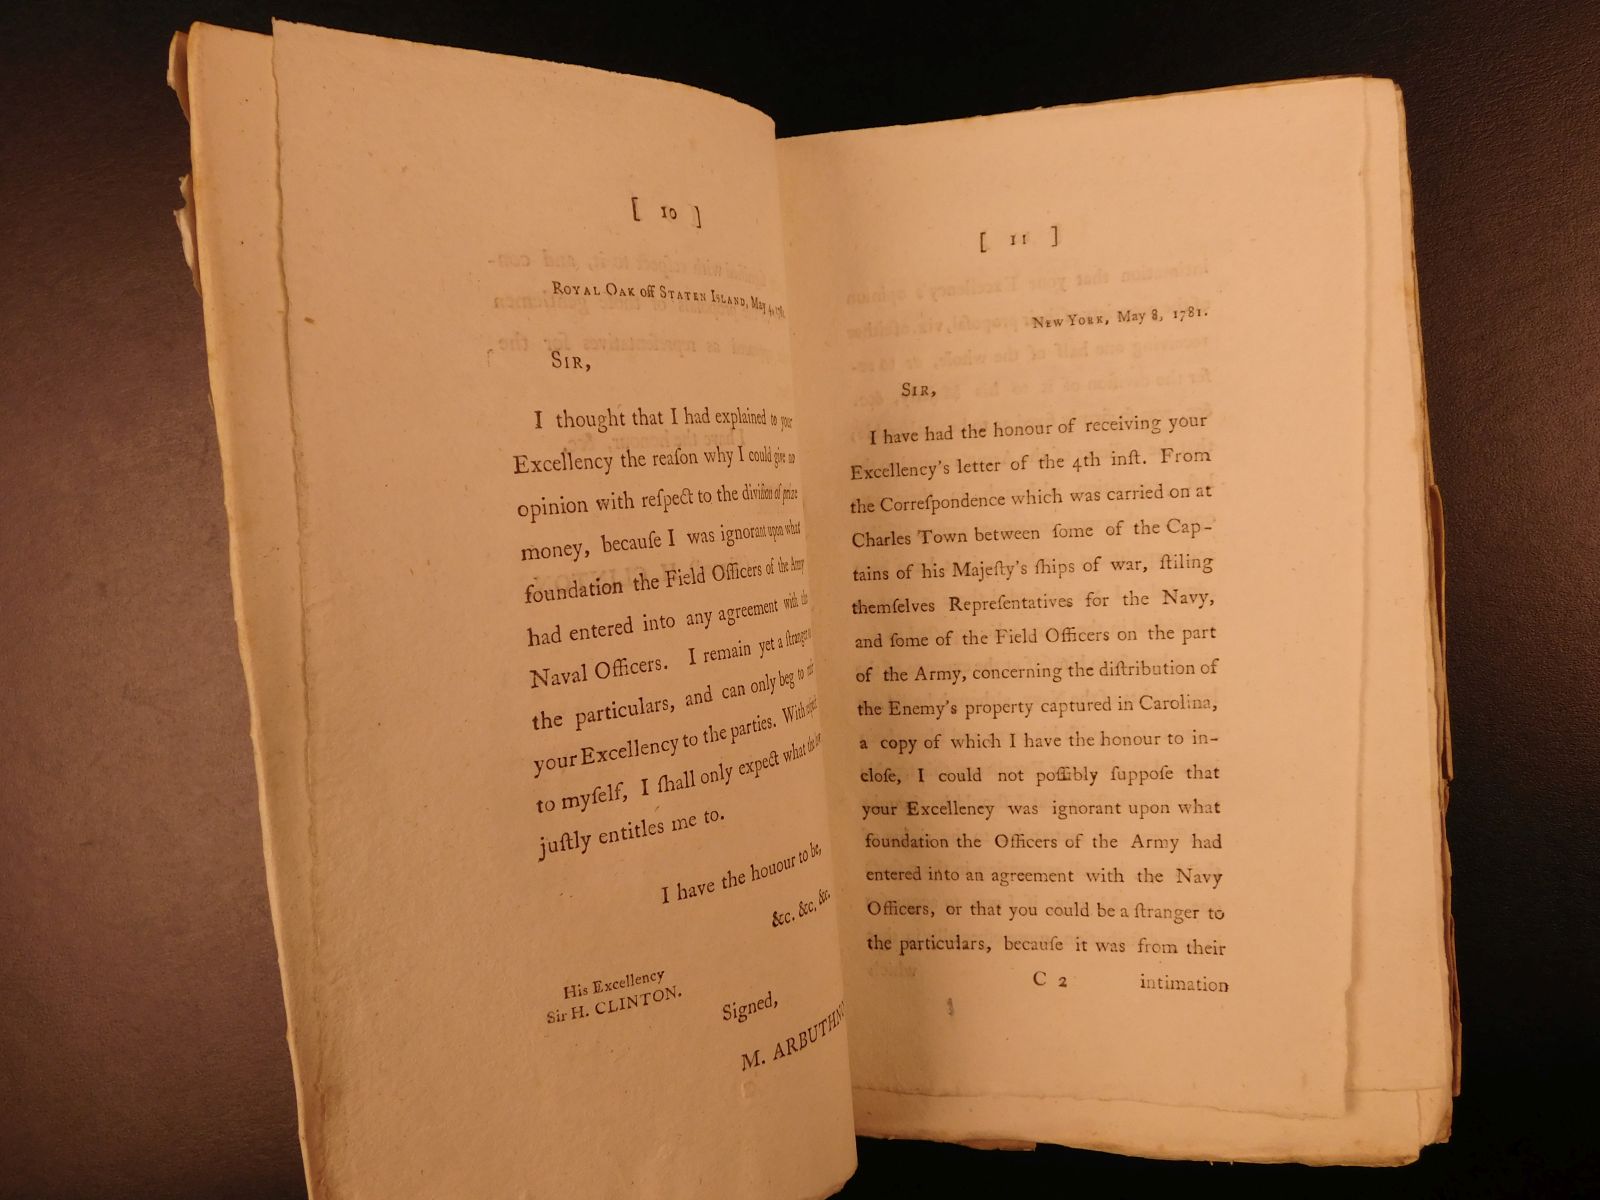 [ 10 ]
ROYAL OAK off STATEN ISLAND, May 4, 1781.
SIR,
I thought that I had explained to your
Excellency the reaſon why I could give no
opinion with reſpect to the diviſion of prize
money, becauſe I was ignorant upon what
foundation the Field Officers of the Army
had entered into any agreement with the
Naval Officers. I remain yet a ſtranger to
the particulars, and can only beg to
your Excellency to the parties. With reſpect
to myſelf, I ſhall only expect what the law
juſtly entitles me to.
I have the houour to be,
&c. &c. &c.
His Excellency
Sir H. CLINTON.
Signed,
M. ARBUTHNO
[ 11 ]
NEW YORK, May 8, 1781.
SIR,
I have had the honour of receiving your
Excellency's letter of the 4th inſt. From
the Correſpondence which was carried on at
Charles Town between ſome of the Cap-
tains of his Majeſty's ſhips of war, ſtiling
themſelves Repreſentatives for the Navy,
and ſome of the Field Officers on the part
of the Army, concerning the diſtribution of
the Enemy's property captured in Carolina,
a copy of which I have the honour to in-
cloſe, I could not poſſibly ſuppoſe that
your Excellency was ignorant upon what
foundation the Officers of the Army had
entered into an agreement with the Navy
Officers, or that you could be a ſtranger to
the particulars, becauſe it was from their
C 2 intimation